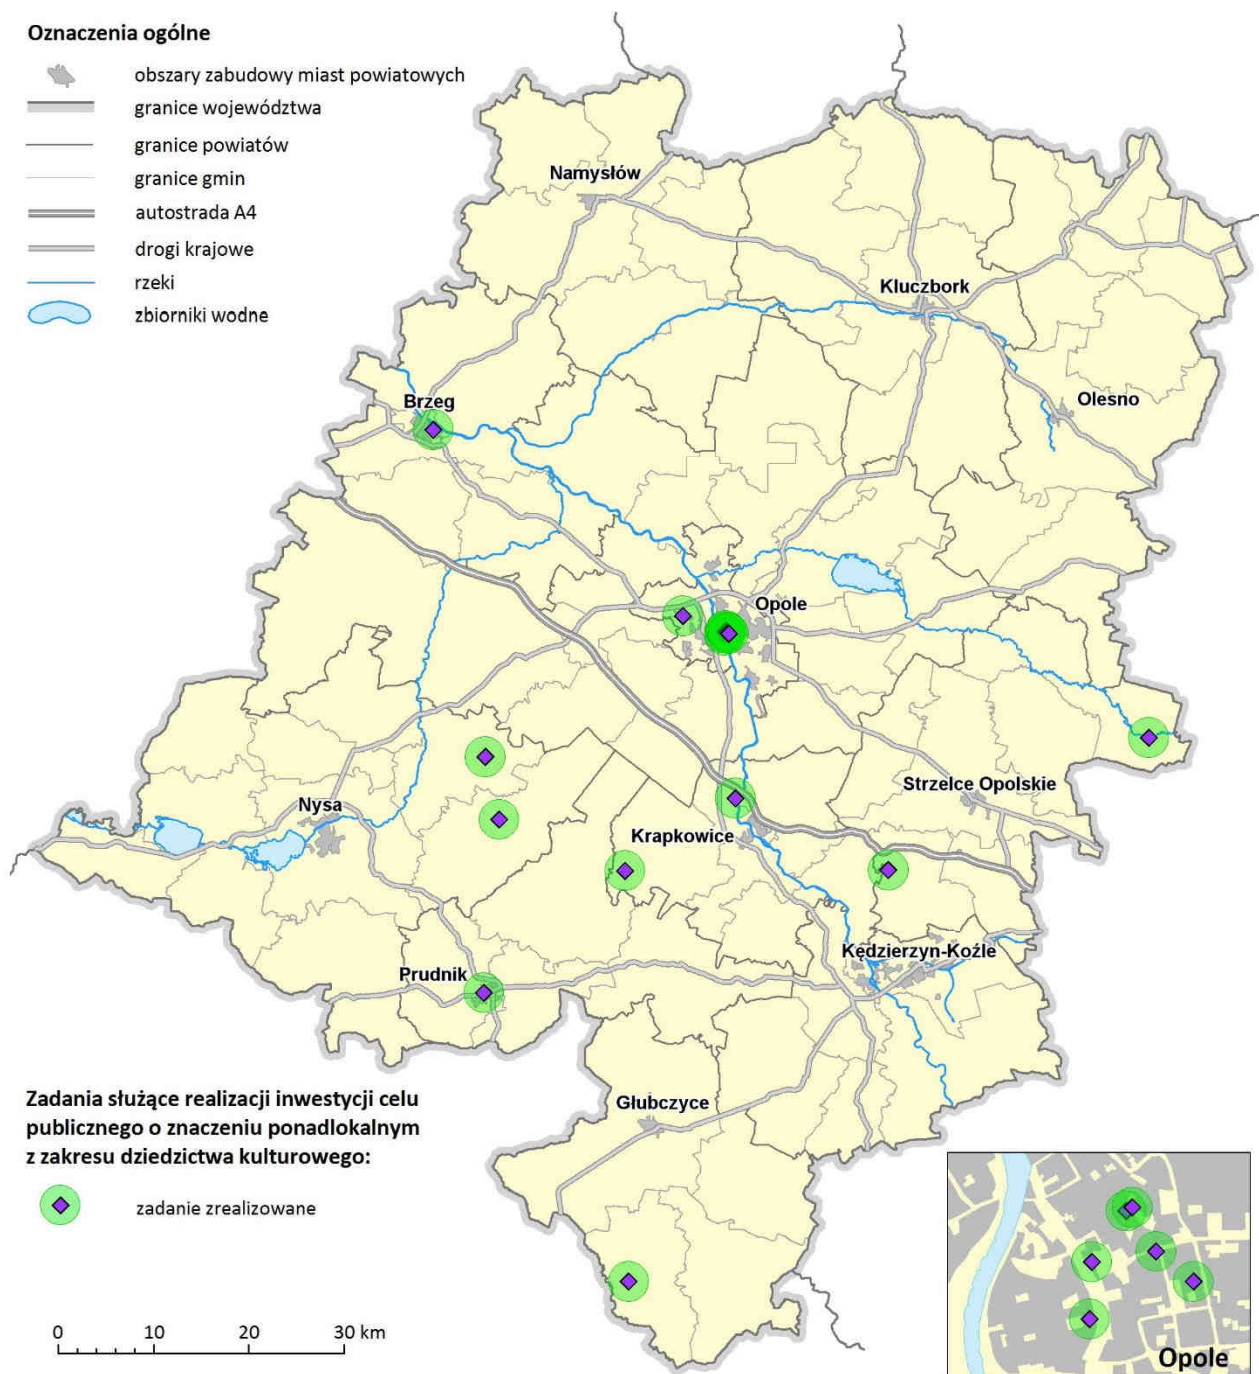 Oznaczenia ogólne
obszary zabudowy miast powiatowych
granice województwa
granice powiatów
granice gmin
autostrada A4
drogi krajowe
rzeki
zbiorniki wodne
Namysłów
Kluczbork
Olesno
Brzeg
Opole
Strzelce Opolskie
Nysa
Krapkowice
Kędzierzyn-Koźle
Prudnik
Głubczyce
Zadania służące realizacji inwestycji celu
publicznego o znaczeniu ponadlokalnym
z zakresu dziedzictwa kulturowego:
zadanie zrealizowane
0 10 20 30 km
Opole